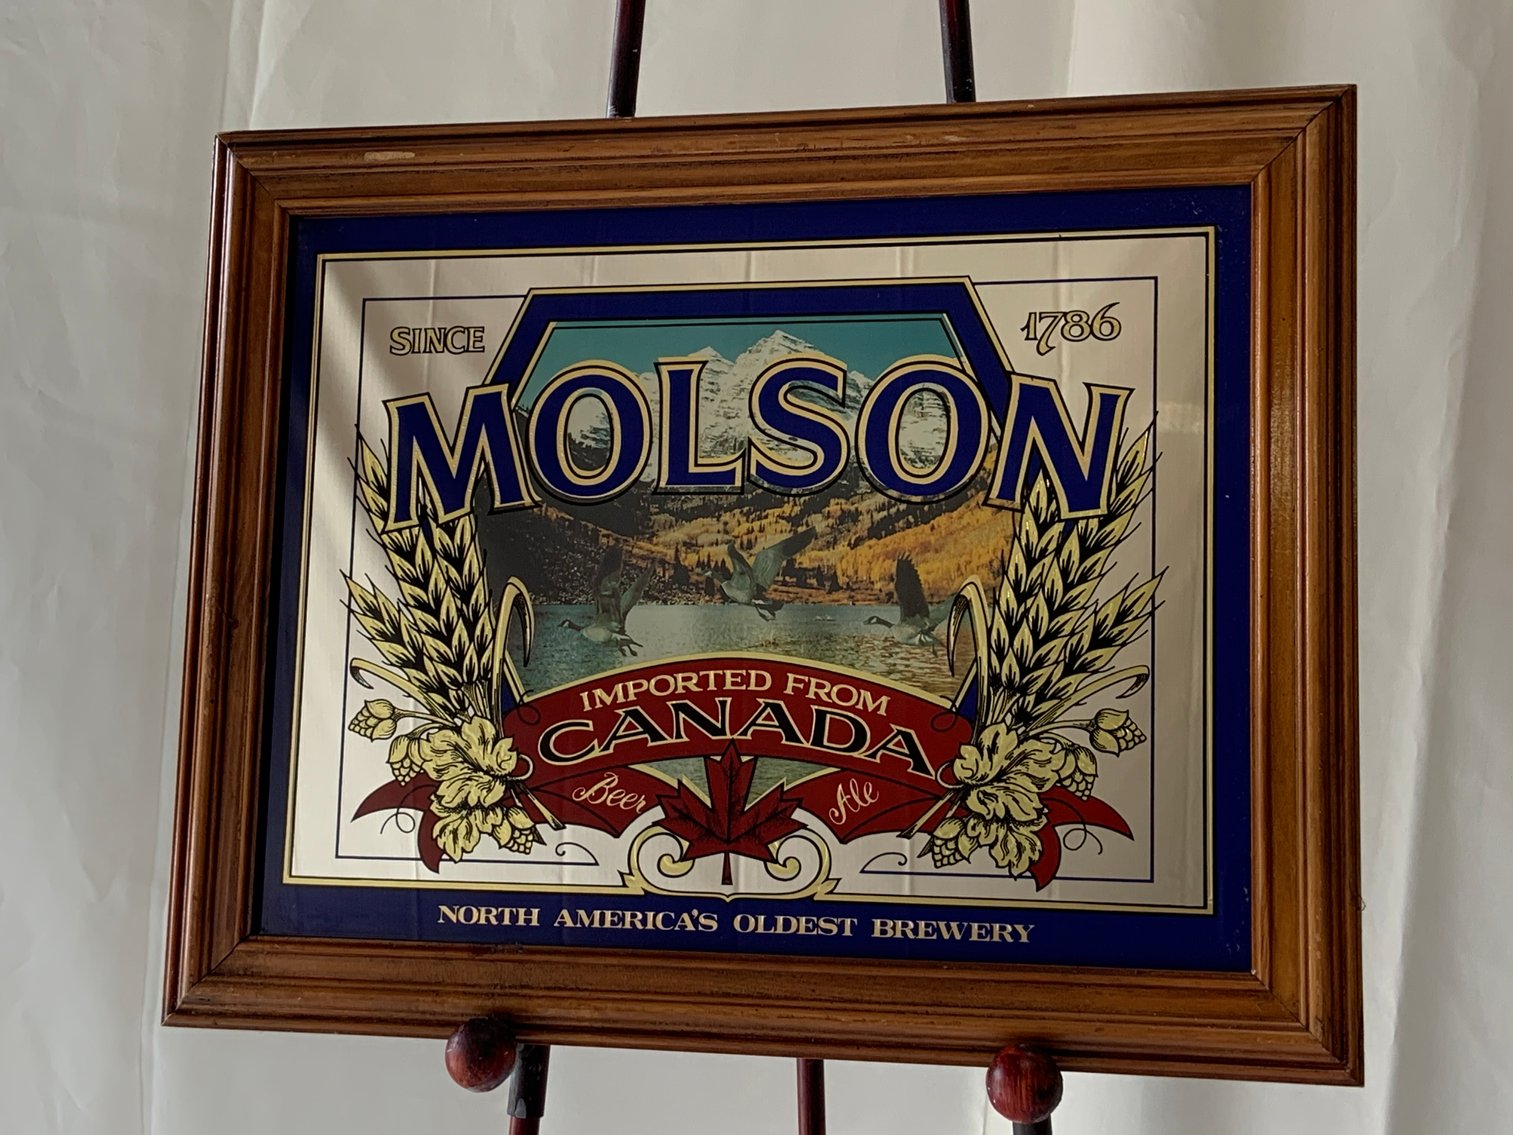 SINCE 1786
MOLSON
IMPORTED FROM
CANADA
Beer Ale
NORTH AMERICA'S OLDEST BREWERY